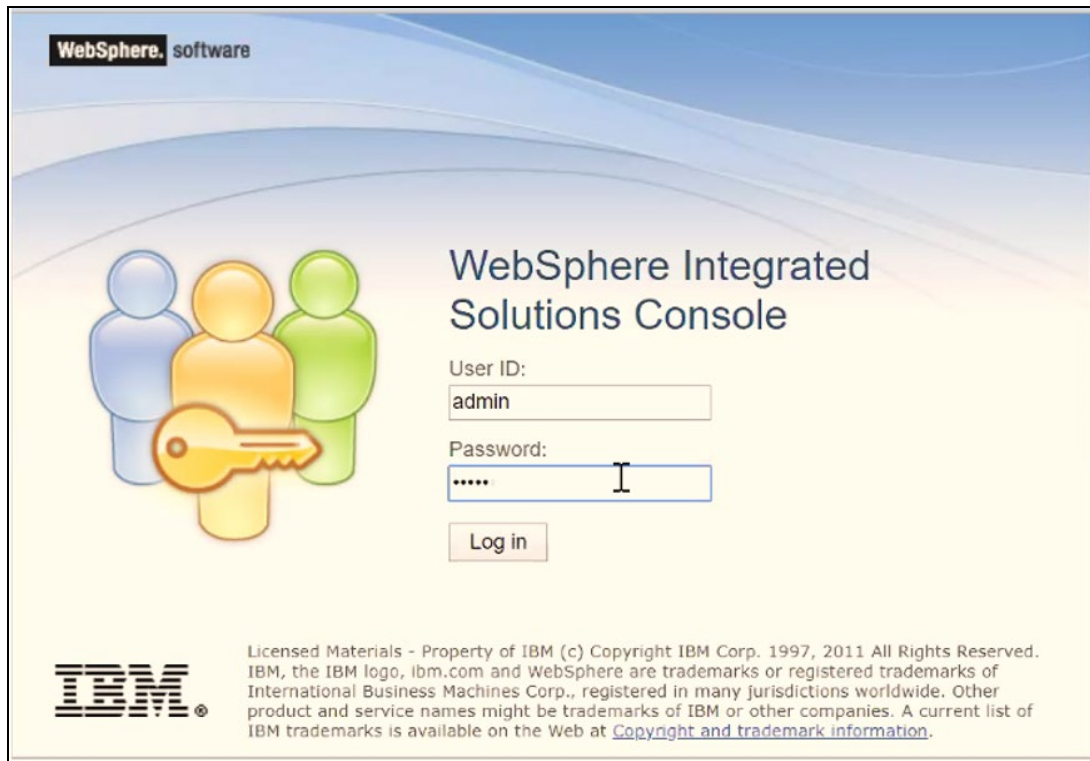 WebSphere. software
WebSphere Integrated
Solutions Console
User ID:
admin
Password:
•••••
Log in
Licensed Materials - Property of IBM (c) Copyright IBM Corp. 1997, 2011 All Rights Reserved.
IBM, the IBM logo, ibm.com and WebSphere are trademarks or registered trademarks of
International Business Machines Corp., registered in many jurisdictions worldwide. Other
product and service names might be trademarks of IBM or other companies. A current list of
IBM trademarks is available on the Web at Copyright and trademark information.
IBM®